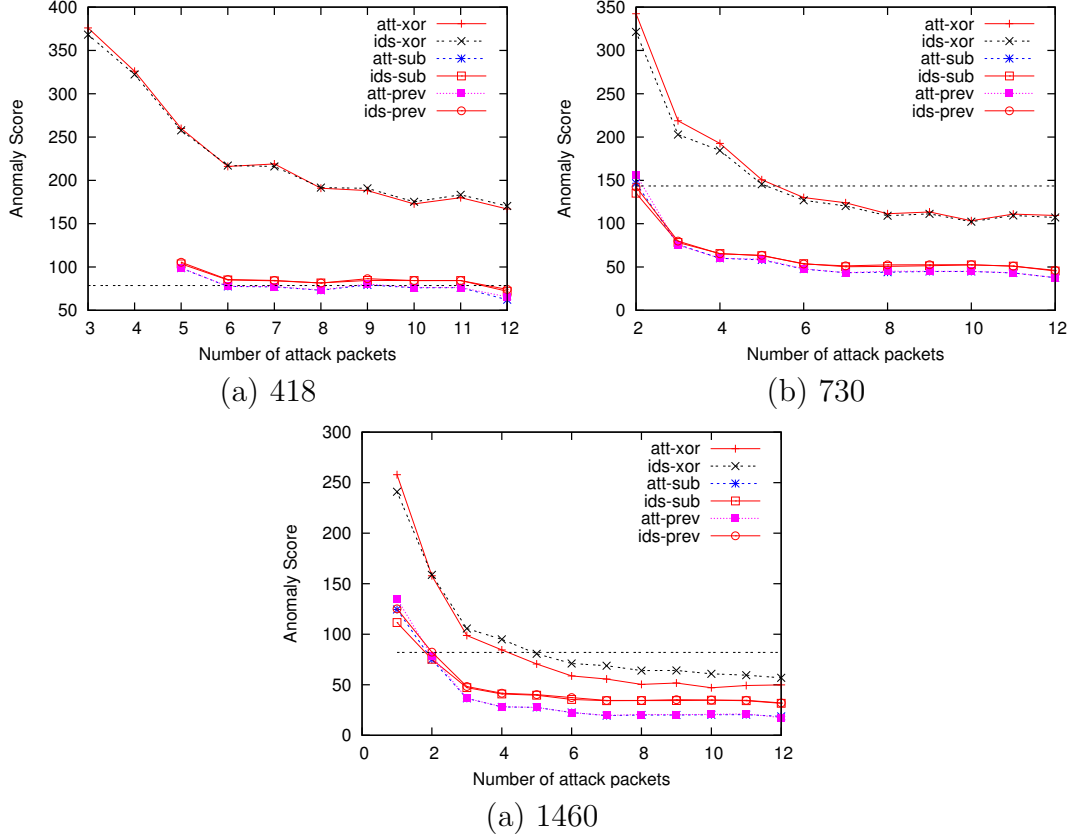 400
350
300
250
200
150
100
50
3 4 5 6 7 8 9 10 11 12
Anomaly Score
Number of attack packets
att-xor
ids-xor
att-sub
ids-sub
att-prev
ids-prev
(a) 418
350
300
250
200
150
100
50
0
2 4 6 8 10 12
Anomaly Score
Number of attack packets
att-xor
ids-xor
att-sub
ids-sub
att-prev
ids-prev
(b) 730
300
250
200
150
100
50
0
0 2 4 6 8 10 12
Anomaly Score
Number of attack packets
att-xor
ids-xor
att-sub
ids-sub
att-prev
ids-prev
(a) 1460